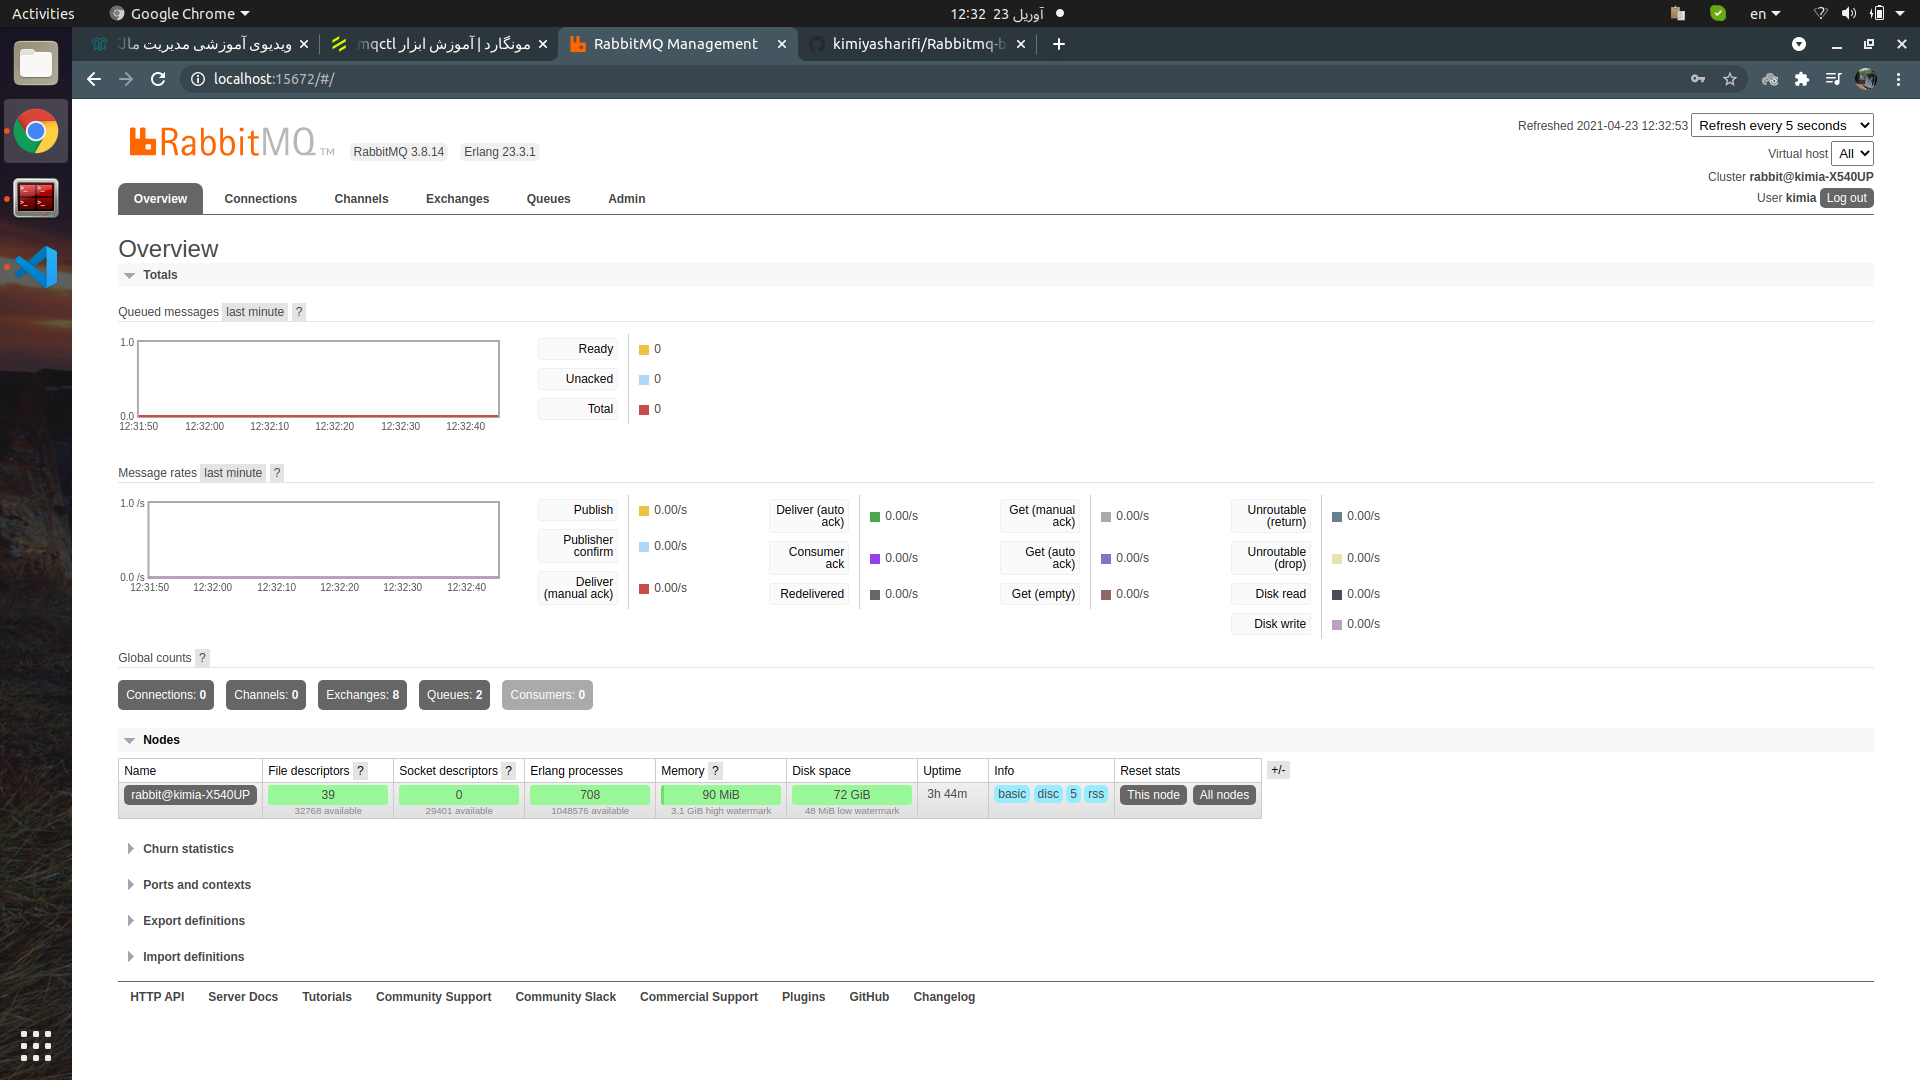 Activities Google Chrome 12:32 23 آوریل en
ویدیوی آموزشی مدیریت مالک مونگارد | آموزش ابزار mqctl RabbitMQ Management kimiyasharifi/Rabbitmq-b
localhost:15672/#/
RabbitMQ™ RabbitMQ 3.8.14 Erlang 23.3.1
Refreshed 2021-04-23 12:32:53 Refresh every 5 seconds
Virtual host All
Cluster rabbit@kimia-X540UP
User kimia Log out
Overview Connections Channels Exchanges Queues Admin
Overview
Totals
Queued messages last minute ?
1.0
0.0
12:31:50 12:32:00 12:32:10 12:32:20 12:32:30 12:32:40
Ready 0
Unacked 0
Total 0
Message rates last minute ?
1.0 /s
0.0 /s
12:31:50 12:32:00 12:32:10 12:32:20 12:32:30 12:32:40
Publish 0.00/s
Publisher confirm 0.00/s
Deliver (manual ack) 0.00/s
Deliver (auto ack) 0.00/s
Consumer ack 0.00/s
Redelivered 0.00/s
Get (manual ack) 0.00/s
Get (auto ack) 0.00/s
Get (empty) 0.00/s
Unroutable (return) 0.00/s
Unroutable (drop) 0.00/s
Disk read 0.00/s
Disk write 0.00/s
Global counts ?
Connections: 0 Channels: 0 Exchanges: 8 Queues: 2 Consumers: 0
Nodes
Name File descriptors ? Socket descriptors ? Erlang processes Memory ? Disk space Uptime Info Reset stats +/-
rabbit@kimia-X540UP 39 0 708 90 MiB 72 GiB 3h 44m basic disc 5 rss This node All nodes
32768 available 29401 available 1048576 available 3.1 GiB high watermark 48 MiB low watermark
Churn statistics
Ports and contexts
Export definitions
Import definitions
HTTP API Server Docs Tutorials Community Support Community Slack Commercial Support Plugins GitHub Changelog